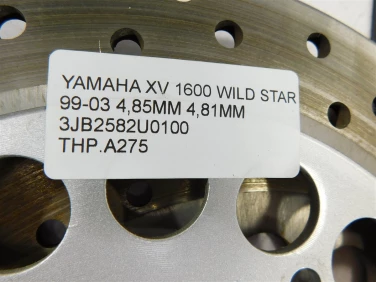 YAMAHA XV 1600 WILD STAR
99-03 4,85MM 4,81MM
3JB2582U0100
THP.A275